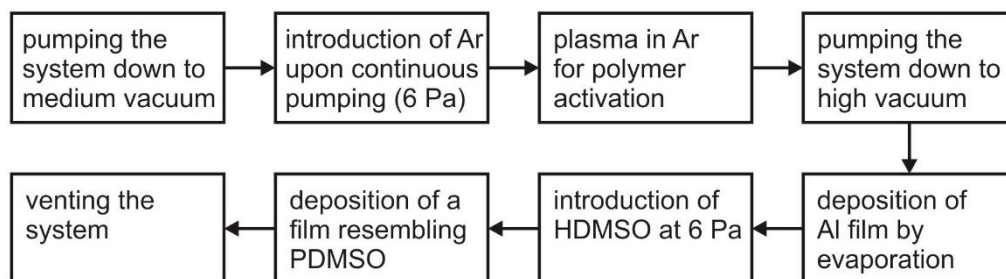 pumping the
system down to
medium vacuum
introduction of Ar
upon continuous
pumping (6 Pa)
plasma in Ar
for polymer
activation
pumping the
system down to
high vacuum
deposition of
Al film by
evaporation
introduction of
HDMSO at 6 Pa
deposition of a
film resembling
PDMSO
venting the
system